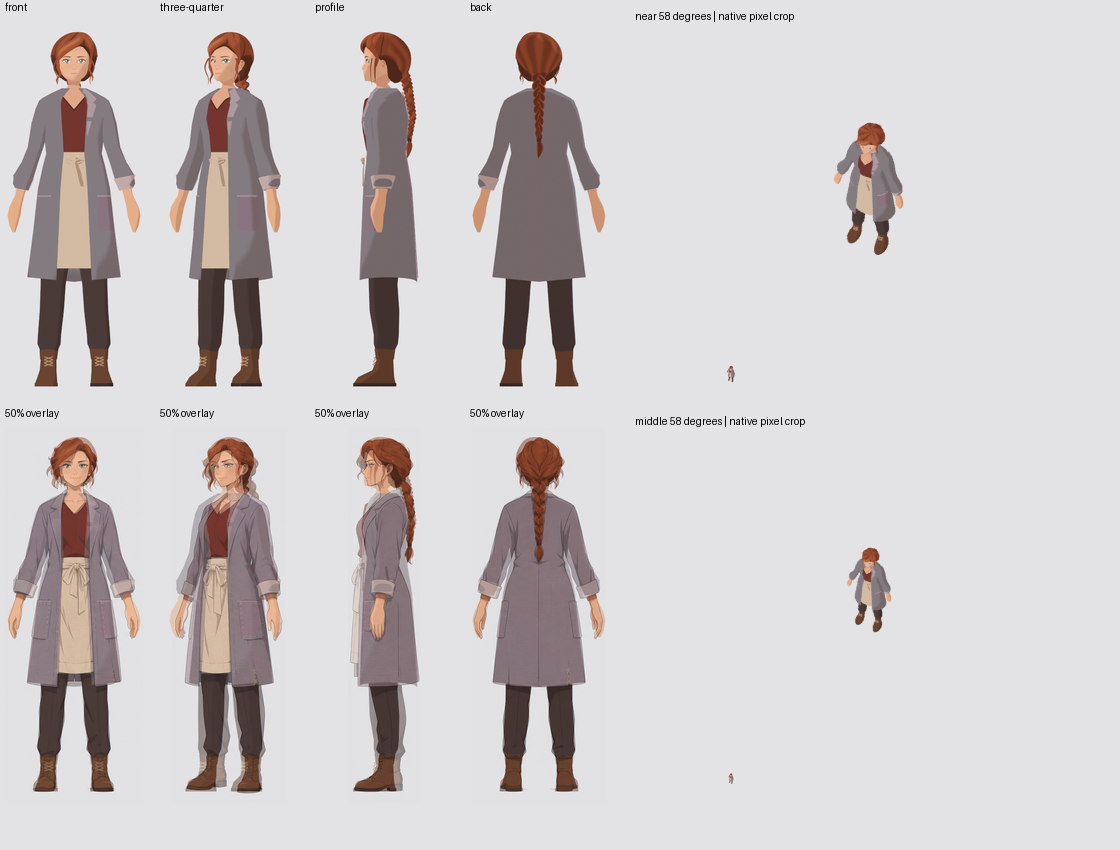 front
three-quarter
profile
back
near 58 degrees | native pixel crop
50% overlay
50% overlay
50% overlay
50% overlay
middle 58 degrees | native pixel crop